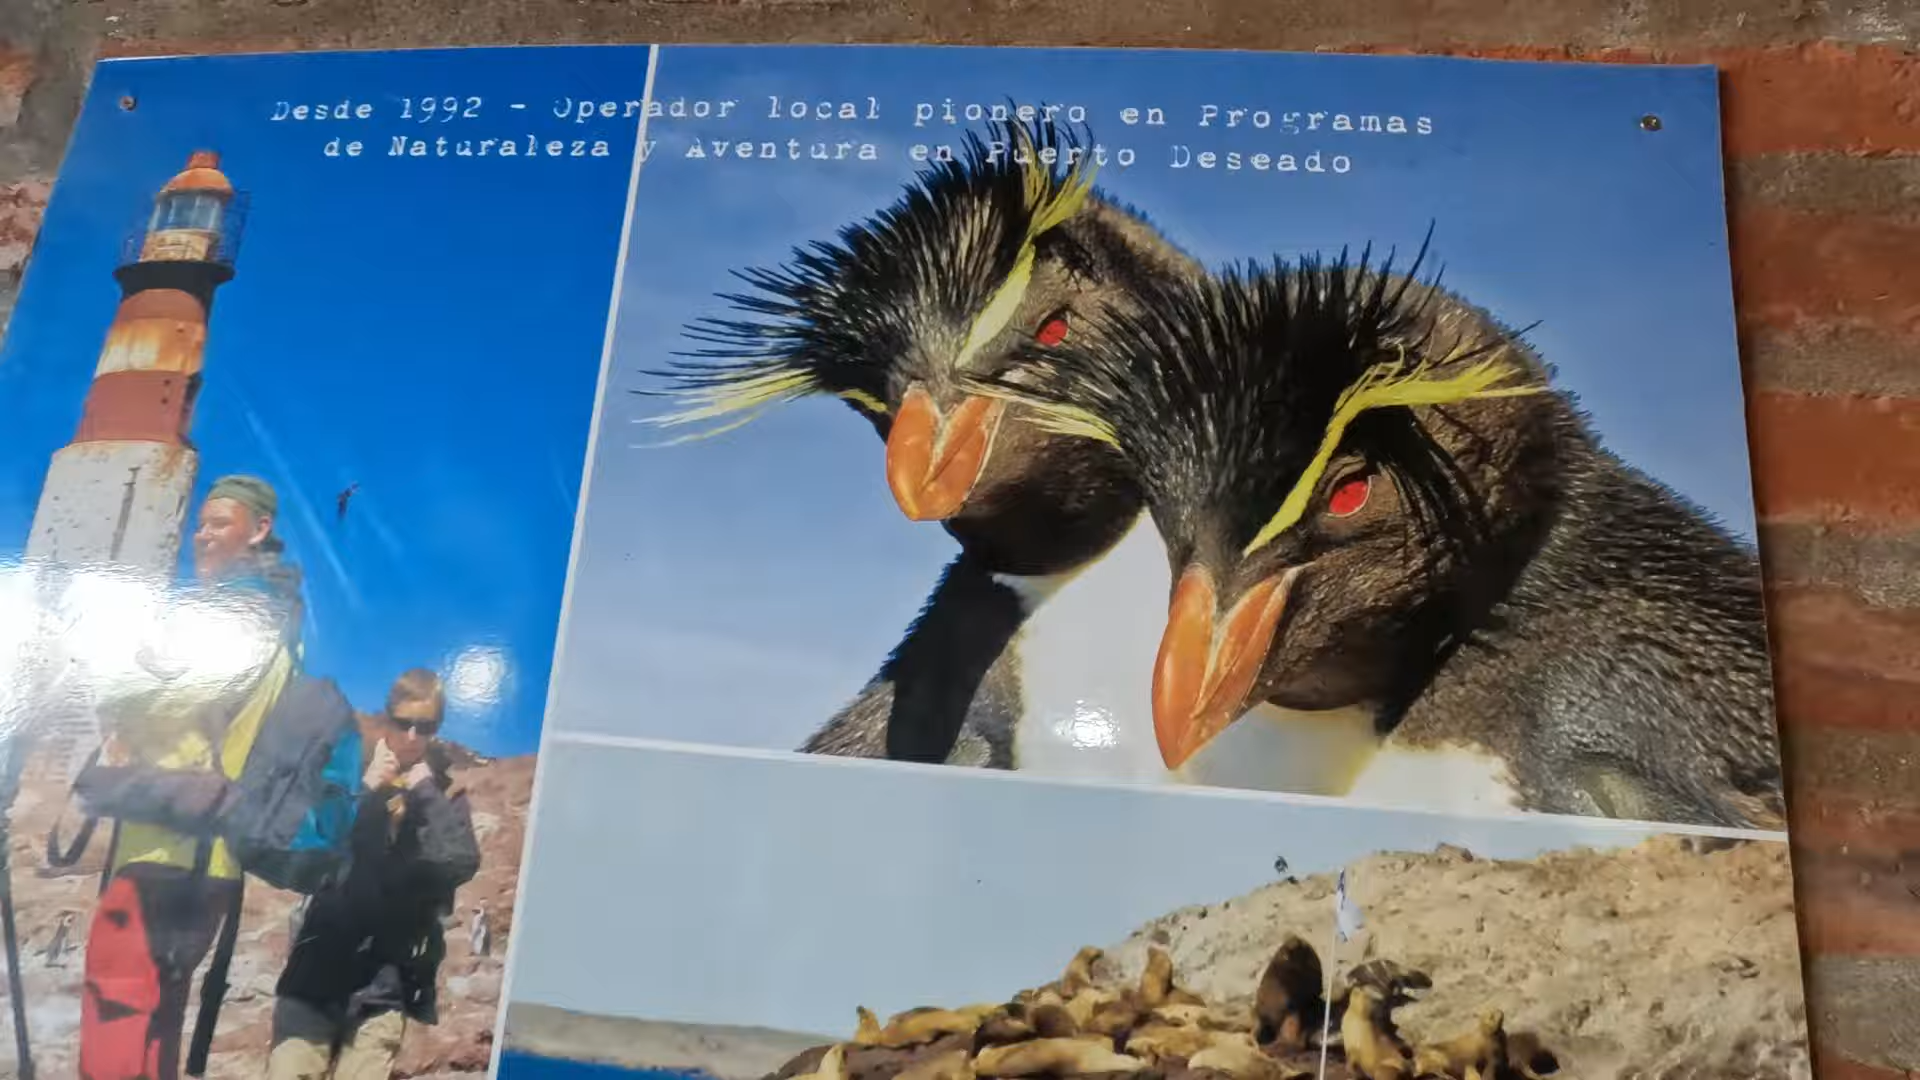 Desde 1992 - Operador local pionero en Programas
de Naturaleza y Aventura en Puerto Deseado